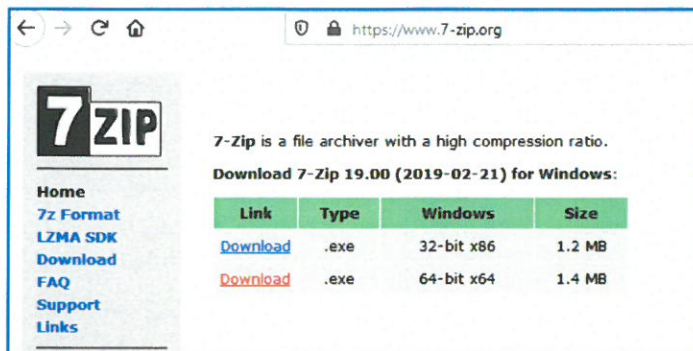 https://www.7-zip.org
7ZIP
7-Zip is a file archiver with a high compression ratio.
Download 7-Zip 19.00 (2019-02-21) for Windows:
Link Type Windows Size
Download .exe 32-bit x86 1.2 MB
Download .exe 64-bit x64 1.4 MB
Home
7z Format
LZMA SDK
Download
FAQ
Support
Links